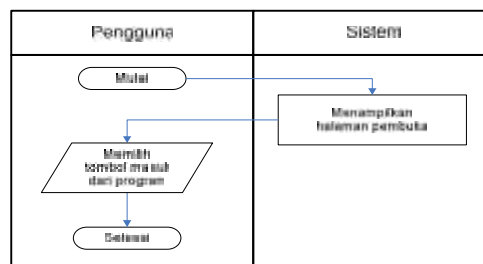 Pengguna
Sistem
Mulai
Menampilkan
halaman pembuka
Memilih
tombol masuk
dari program
Selesai